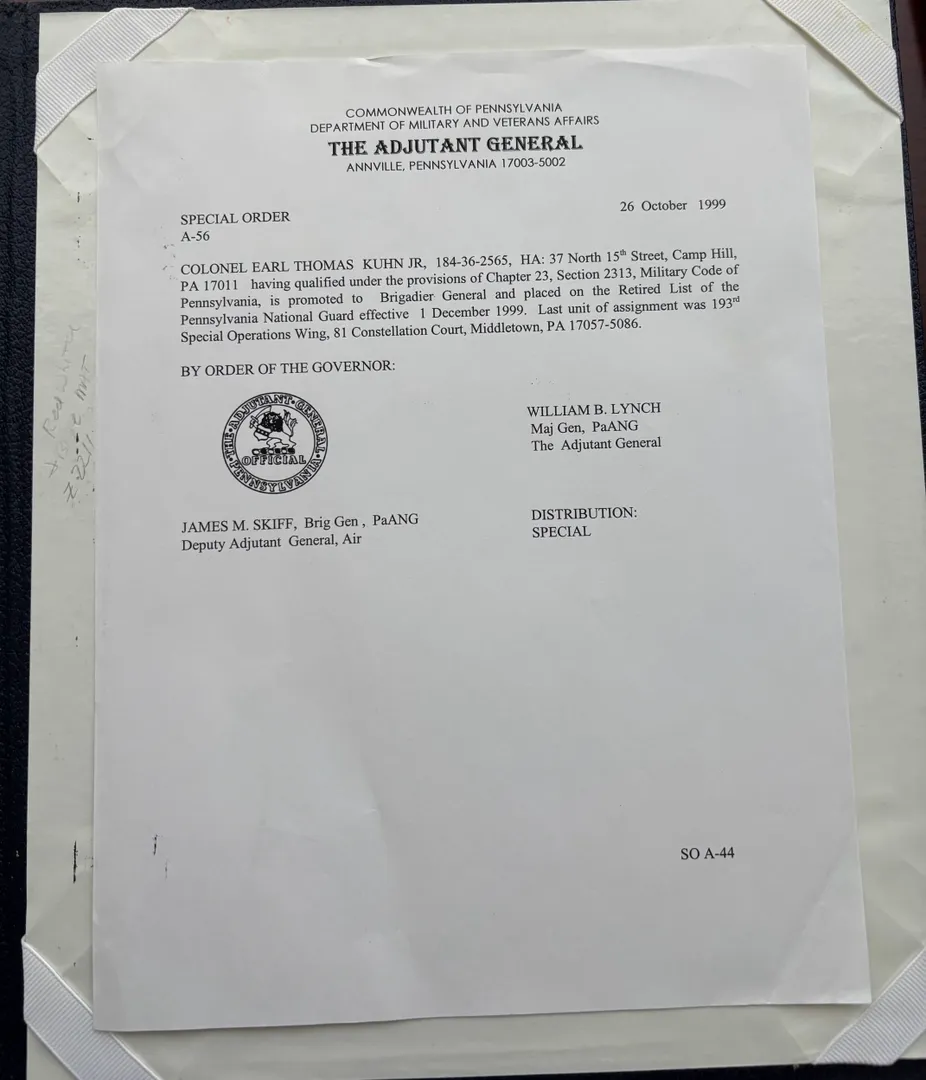 COMMONWEALTH OF PENNSYLVANIA
DEPARTMENT OF MILITARY AND VETERANS AFFAIRS
THE ADJUTANT GENERAL
ANNVILLE, PENNSYLVANIA 17003-5002
26 October 1999
SPECIAL ORDER
A-56
COLONEL EARL THOMAS KUHN JR, 184-36-2565, HA: 37 North 15th Street, Camp Hill,
PA 17011 having qualified under the provisions of Chapter 23, Section 2313, Military Code of
Pennsylvania, is promoted to Brigadier General and placed on the Retired List of the
Pennsylvania National Guard effective 1 December 1999. Last unit of assignment was 193rd
Special Operations Wing, 81 Constellation Court, Middletown, PA 17057-5086.
BY ORDER OF THE GOVERNOR:
THE ADJUTANT GENERAL
OFFICIAL
PENNSYLVANIA
WILLIAM B. LYNCH
Maj Gen, PaANG
The Adjutant General
JAMES M. SKIFF, Brig Gen , PaANG
Deputy Adjutant General, Air
DISTRIBUTION:
SPECIAL
SO A-44